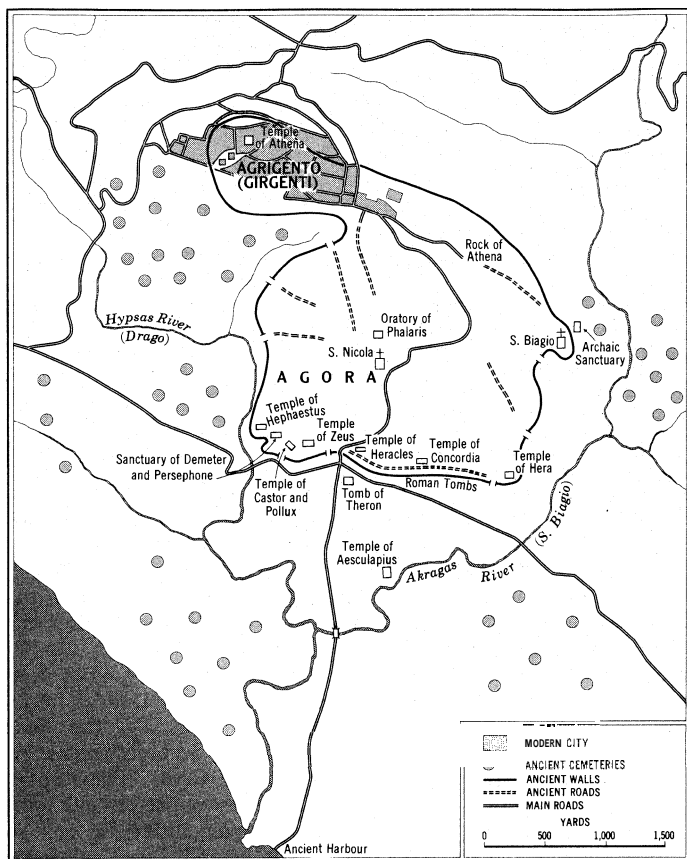 Temple
of Athena
AGRIGENTO
(GIRGENTI)
Rock of
Athena
Hypsas River
(Drago)
Oratory of
Phalaris
S. Nicola
S. Biagio
Archaic
Sanctuary
AGORA
Temple of
Hephaestus
Temple
of Zeus
Temple of
Heracles
Temple of
Concordia
Temple
of Hera
Sanctuary of Demeter
and Persephone
Temple of
Castor and
Pollux
Roman Tombs
Tomb of
Theron
Temple of
Aesculapius
Akragas River
(S. Biagio)
Ancient Harbour
MODERN CITY
ANCIENT CEMETERIES
ANCIENT WALLS
ANCIENT ROADS
MAIN ROADS
YARDS
0 500 1,000 1,500